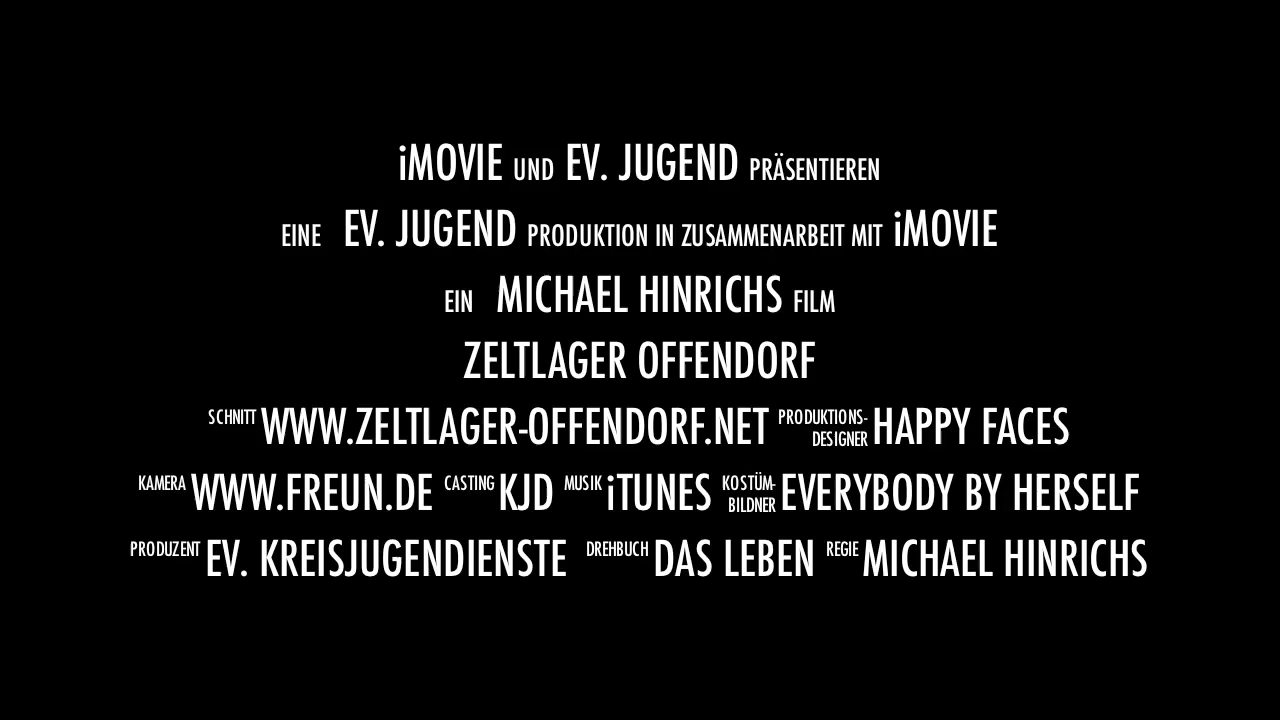 iMOVIE UND EV. JUGEND PRÄSENTIEREN
EINE EV. JUGEND PRODUKTION IN ZUSAMMENARBEIT MIT iMOVIE
EIN MICHAEL HINRICHS FILM
ZELTLAGER OFFENDORF
SCHNITT WWW.ZELTLAGER-OFFENDORF.NET PRODUKTIONS-DESIGNER HAPPY FACES
KAMERA WWW.FREUN.DE CASTING KJD MUSIK iTUNES KOSTÜM-BILDNER EVERYBODY BY HERSELF
PRODUZENT EV. KREISJUGENDIENSTE DREHBUCH DAS LEBEN REGIE MICHAEL HINRICHS